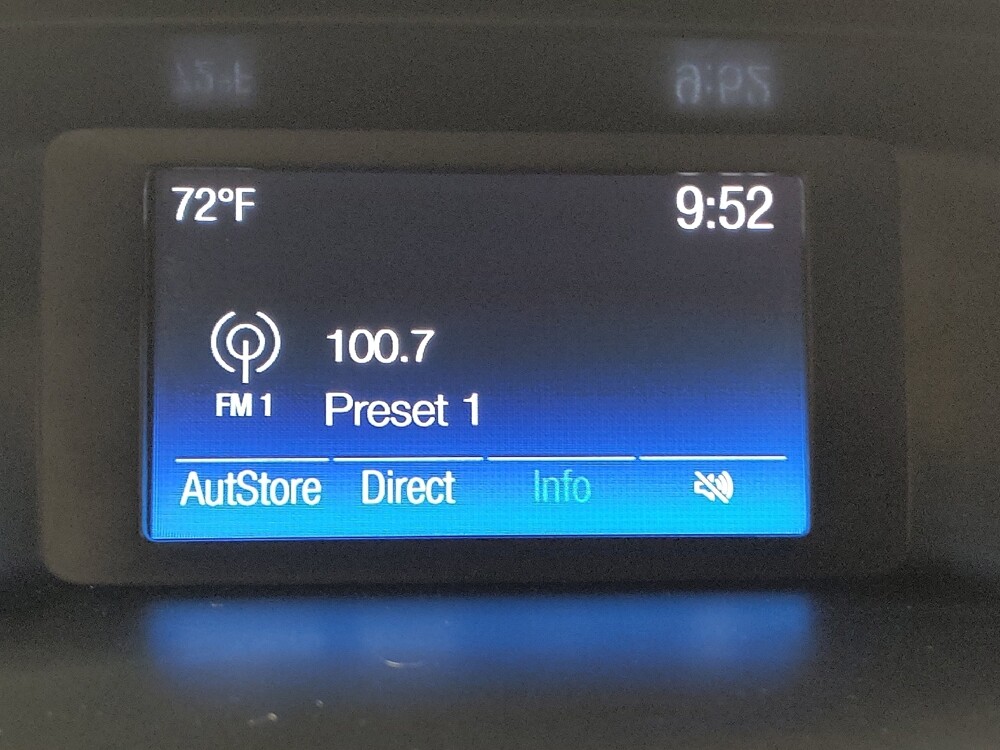 72°F 9:52
100.7
FM 1 Preset 1
AutStore Direct Info